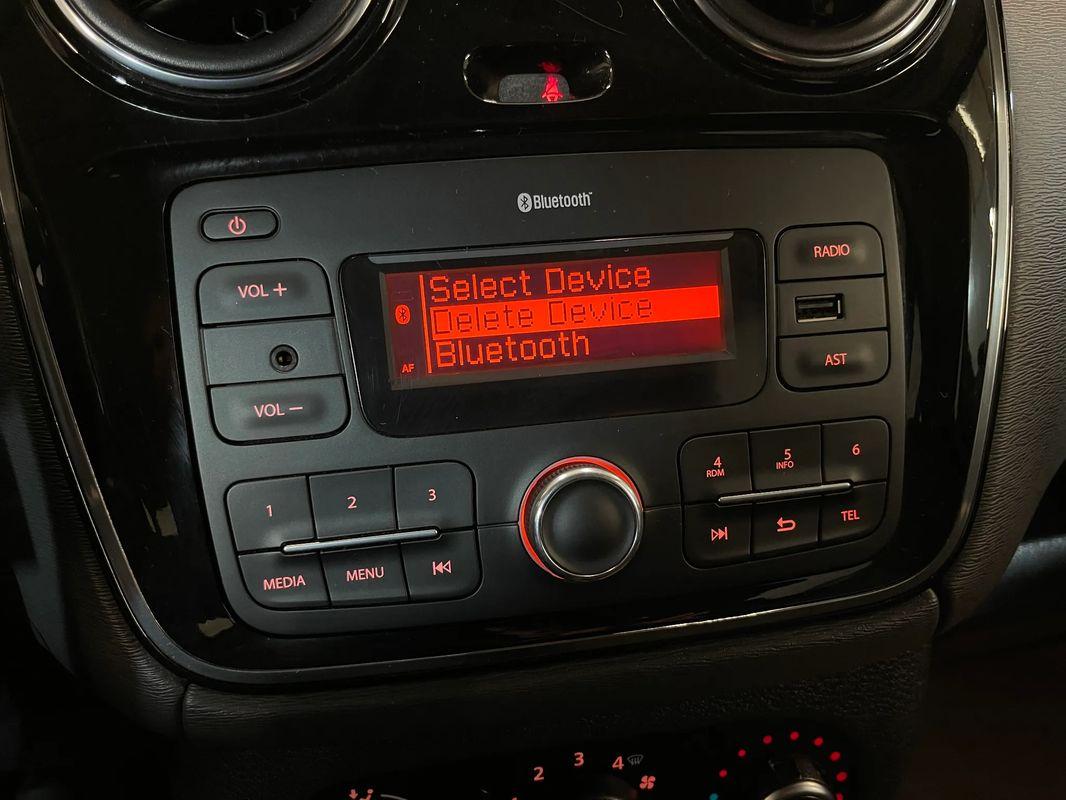 Bluetooth™
VOL +
VOL −
Select Device
Delete Device
Bluetooth
AF
RADIO
AST
1
2
3
MEDIA
MENU
4
RDM
5
INFO
6
TEL
2
3
4